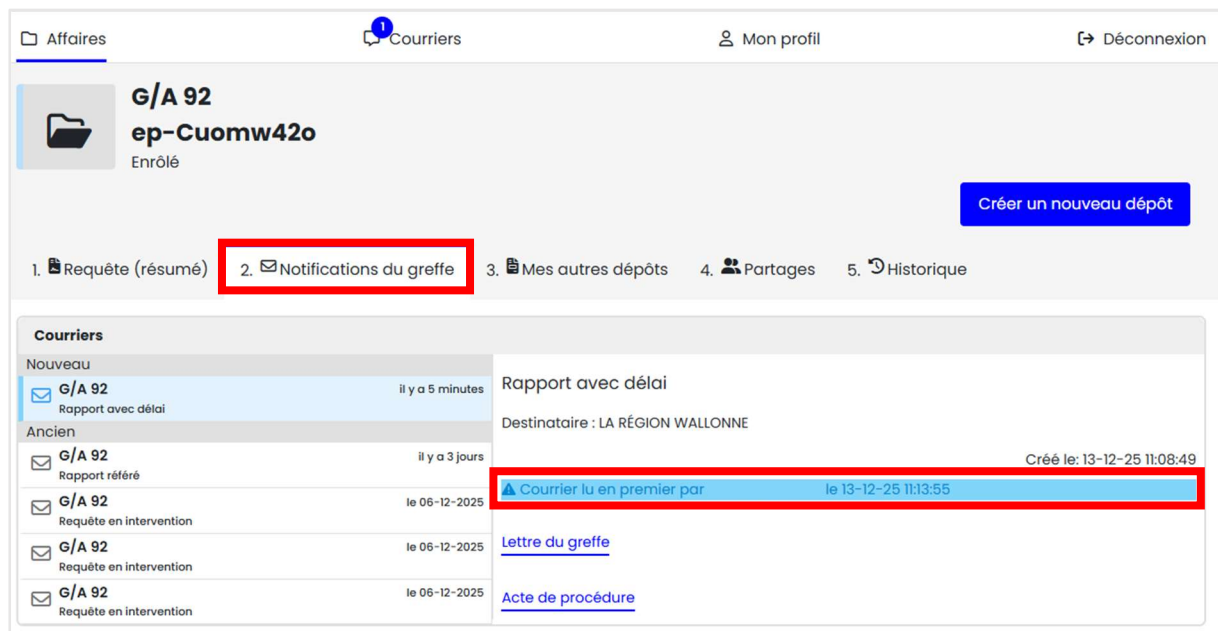 Affaires
1
Courriers
Mon profil
Déconnexion
G/A 92
ep-Cuomw42o
Enrôlé
Créer un nouveau dépôt
1. Requête (résumé) 2. Notifications du greffe 3. Mes autres dépôts 4. Partages 5. Historique
Courriers
Nouveau
G/A 92 il y a 5 minutes
Rapport avec délai
Ancien
G/A 92 il y a 3 jours
Rapport référé
G/A 92 le 06-12-2025
Requête en intervention
G/A 92 le 06-12-2025
Requête en intervention
G/A 92 le 06-12-2025
Requête en intervention
Rapport avec délai
Destinataire : LA RÉGION WALLONNE
Créé le: 13-12-25 11:08:49
Courrier lu en premier par le 13-12-25 11:13:55
Lettre du greffe
Acte de procédure